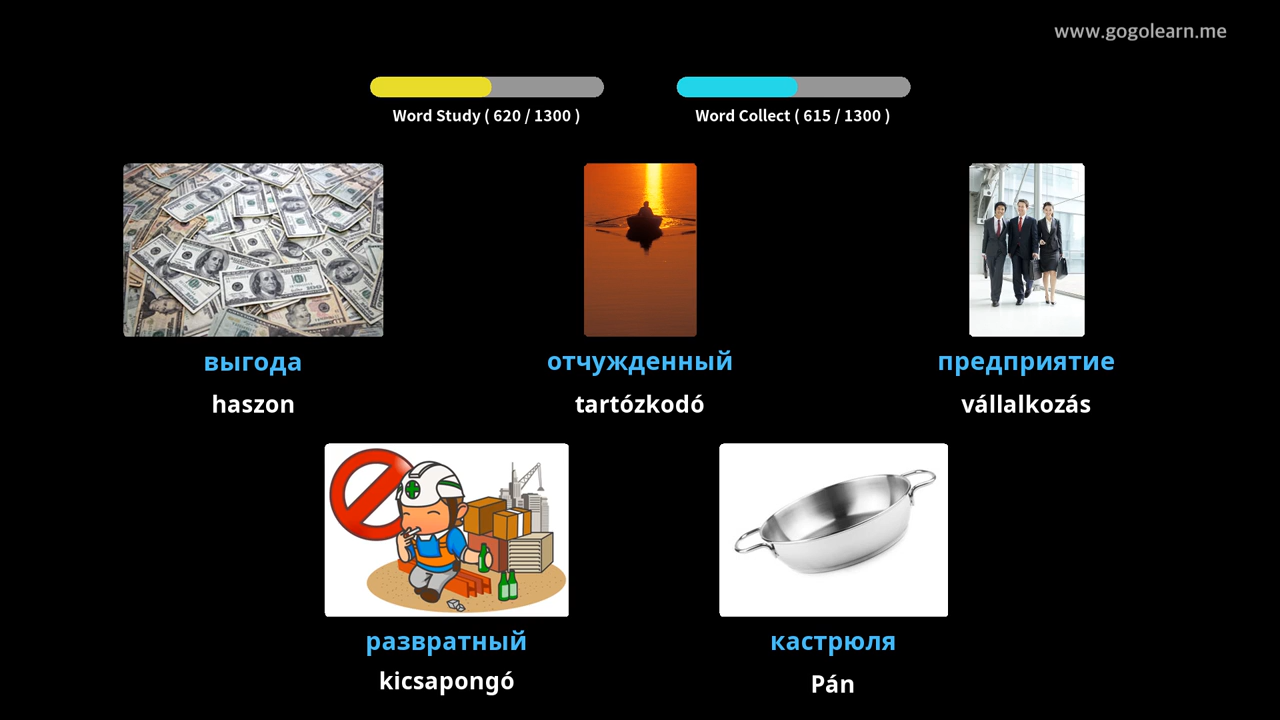 www.gogolearn.me
Word Study ( 620 / 1300 )
Word Collect ( 615 / 1300 )
выгода
отчужденный
предприятие
haszon
tartózkodó
vállalkozás
развратный
кастрюля
kicsapongó
Pán